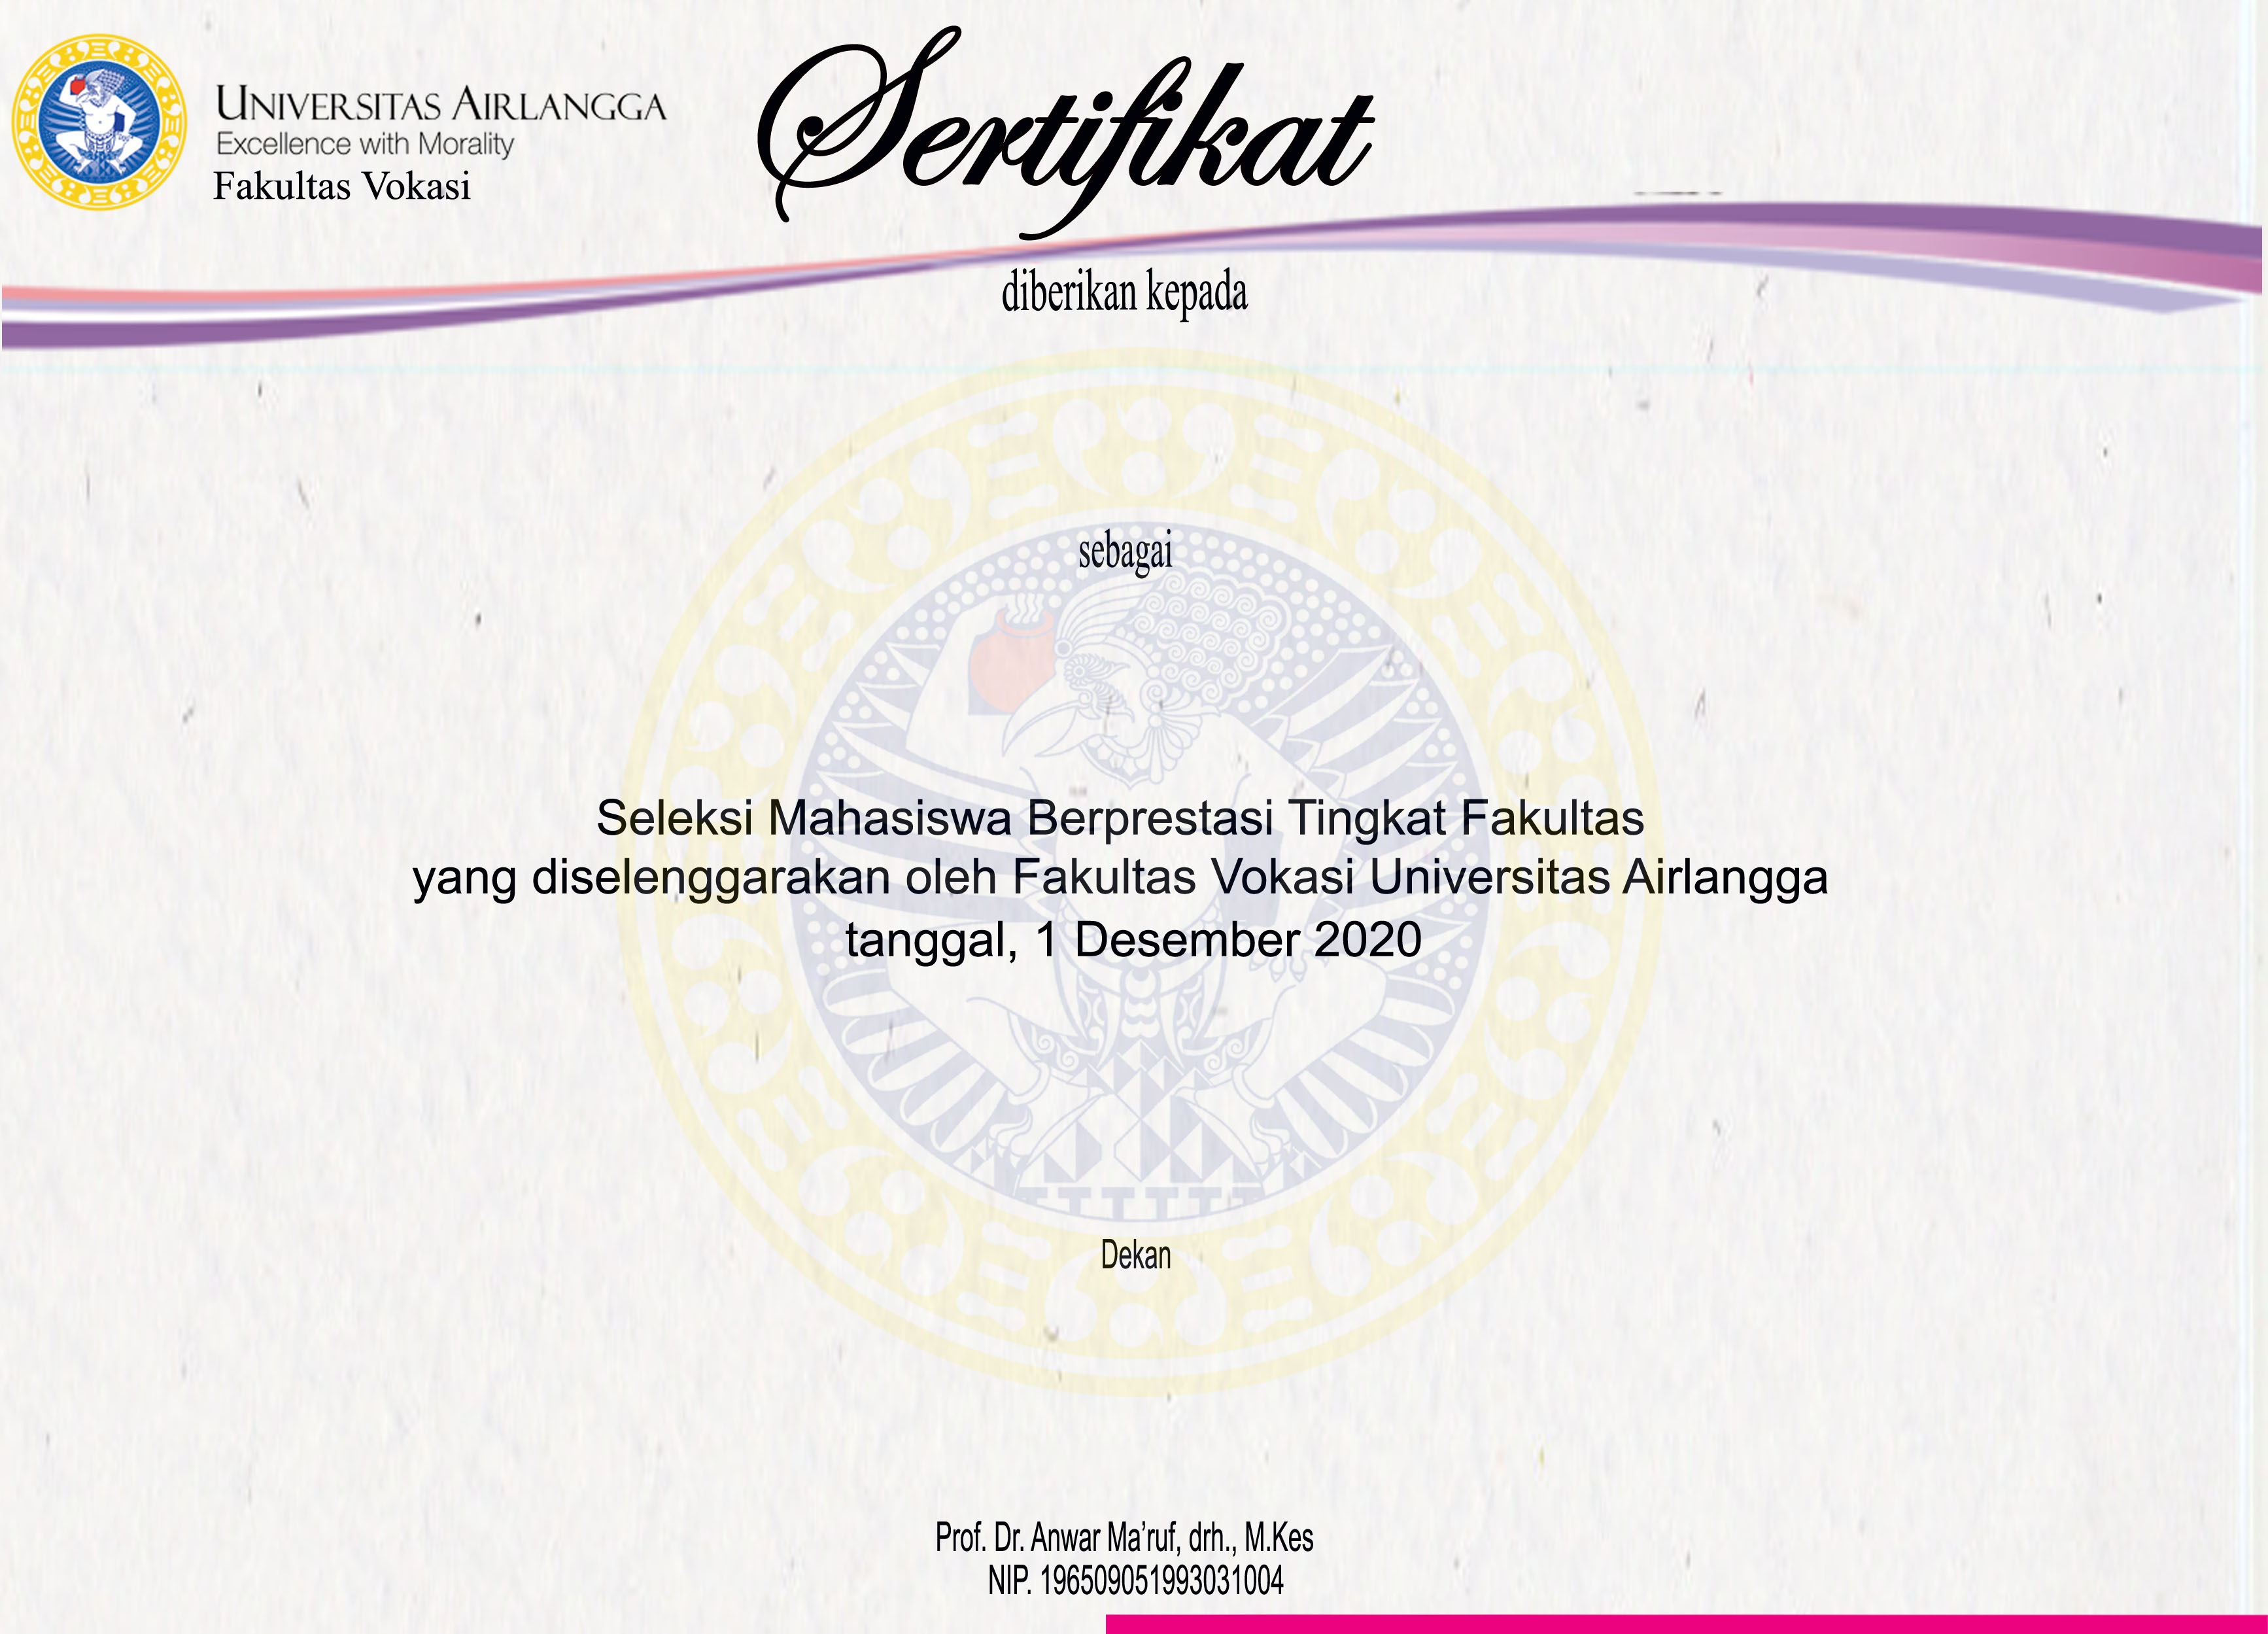 UNIVERSITAS AIRLANGGA
Excellence with Morality
Fakultas Vokasi
Sertifikat
diberikan kepada
sebagai
Seleksi Mahasiswa Berprestasi Tingkat Fakultas
yang diselenggarakan oleh Fakultas Vokasi Universitas Airlangga
tanggal, 1 Desember 2020
Dekan
Prof. Dr. Anwar Ma’ruf, drh., M.Kes
NIP. 196509051993031004